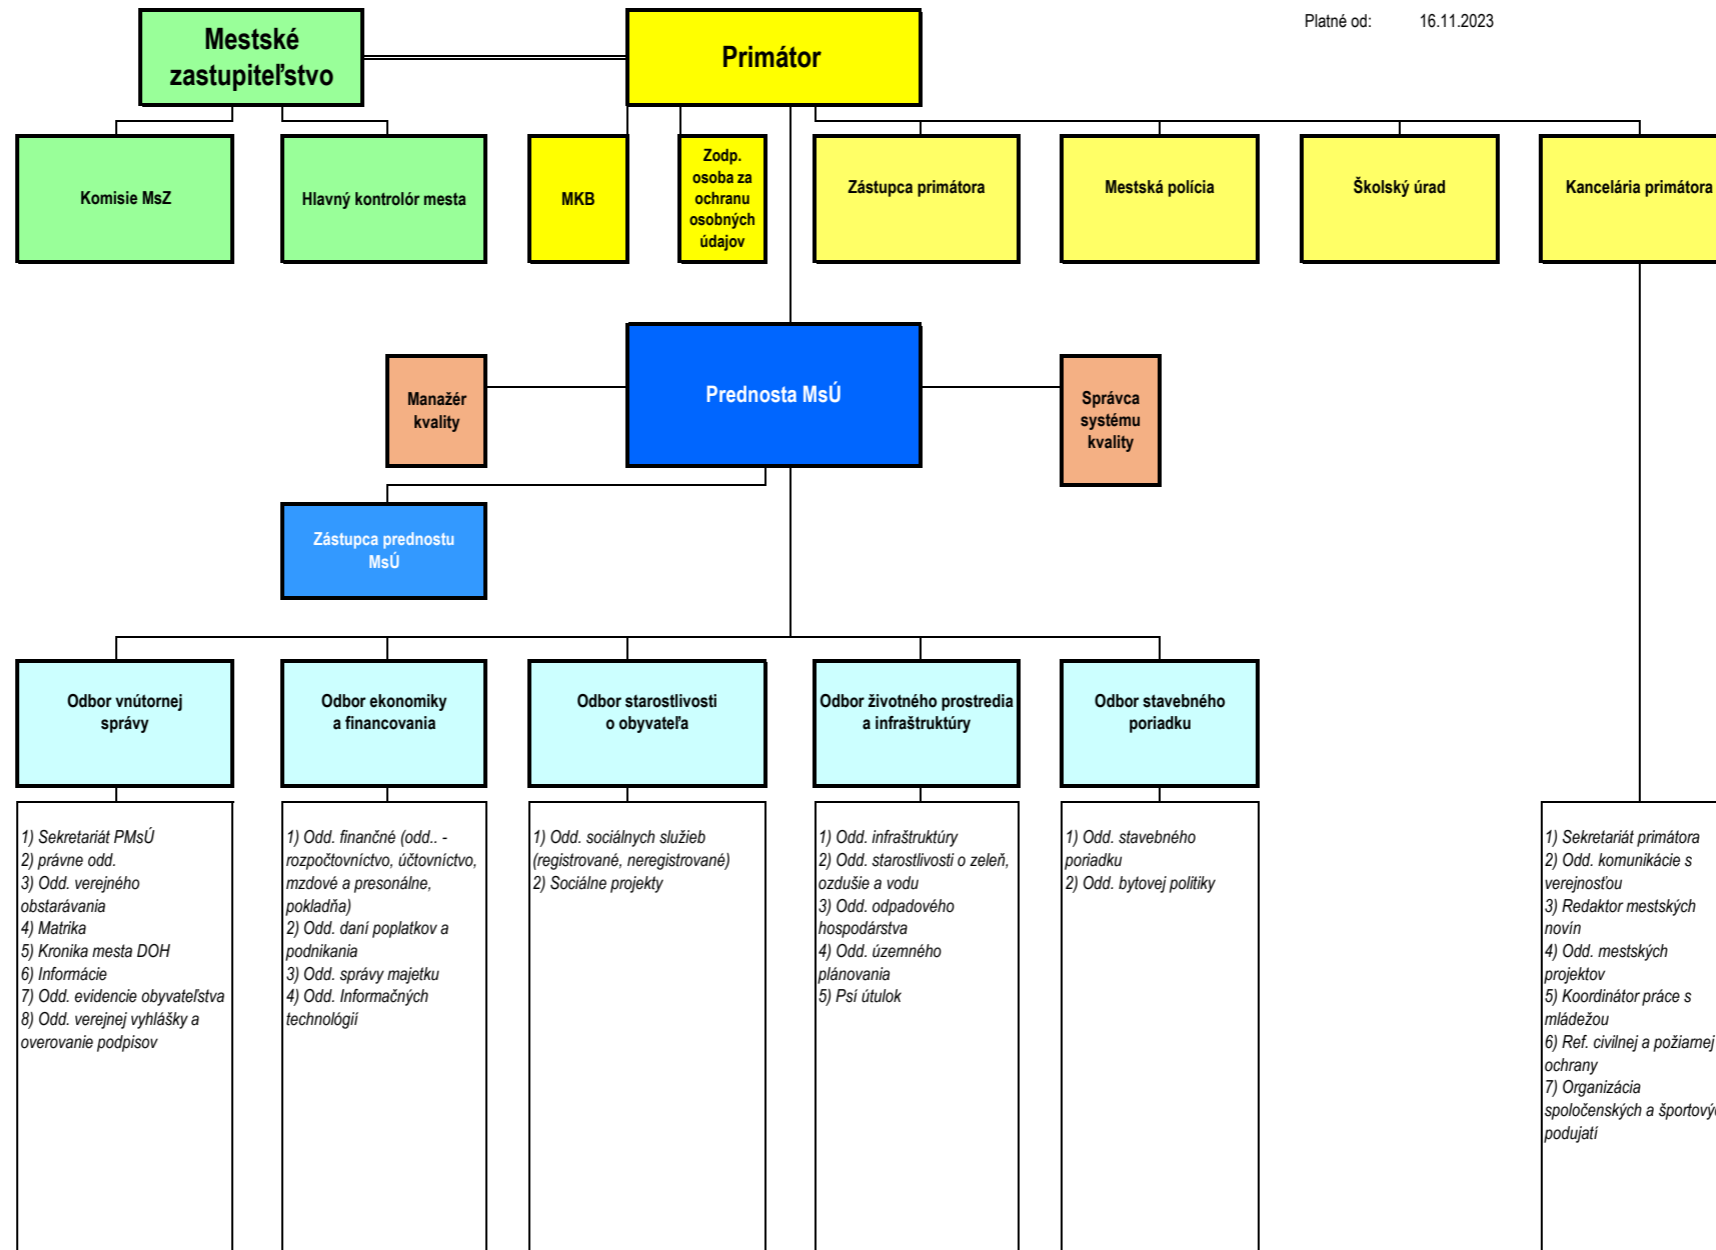 Platné od: 16.11.2023
Mestské
zastupiteľstvo
Primátor
Komisie MsZ
Hlavný kontrolór mesta
MKB
Zodp.
osoba za
ochranu
osobných
údajov
Zástupca primátora
Mestská polícia
Školský úrad
Kancelária primátora
Manažér
kvality
Prednosta MsÚ
Správca
systému
kvality
Zástupca prednostu
MsÚ
Odbor vnútornej
správy
Odbor ekonomiky
a financovania
Odbor starostlivosti
o obyvateľa
Odbor životného prostredia
a infraštruktúry
Odbor stavebného
poriadku
1) Sekretariát PMsÚ
2) právne odd.
3) Odd. verejného
obstarávania
4) Matrika
5) Kronika mesta DOH
6) Informácie
7) Odd. evidencie obyvateľstva
8) Odd. verejnej vyhlášky a
overovanie podpisov
1) Odd. finančné (odd.. -
rozpočtovníctvo, účtovníctvo,
mzdové a presonálne,
pokladňa)
2) Odd. daní poplatkov a
podnikania
3) Odd. správy majetku
4) Odd. Informačných
technológií
1) Odd. sociálnych služieb
(registrované, neregistrované)
2) Sociálne projekty
1) Odd. infraštruktúry
2) Odd. starostlivosti o zeleň,
ozdušie a vodu
3) Odd. odpadového
hospodárstva
4) Odd. územného
plánovania
5) Psí útulok
1) Odd. stavebného
poriadku
2) Odd. bytovej politiky
1) Sekretariát primátora
2) Odd. komunikácie s
verejnosťou
3) Redaktor mestských
novín
4) Odd. mestských
projektov
5) Koordinátor práce s
mládežou
6) Ref. civilnej a požiarnej
ochrany
7) Organizácia
spoločenských a športový
podujatí